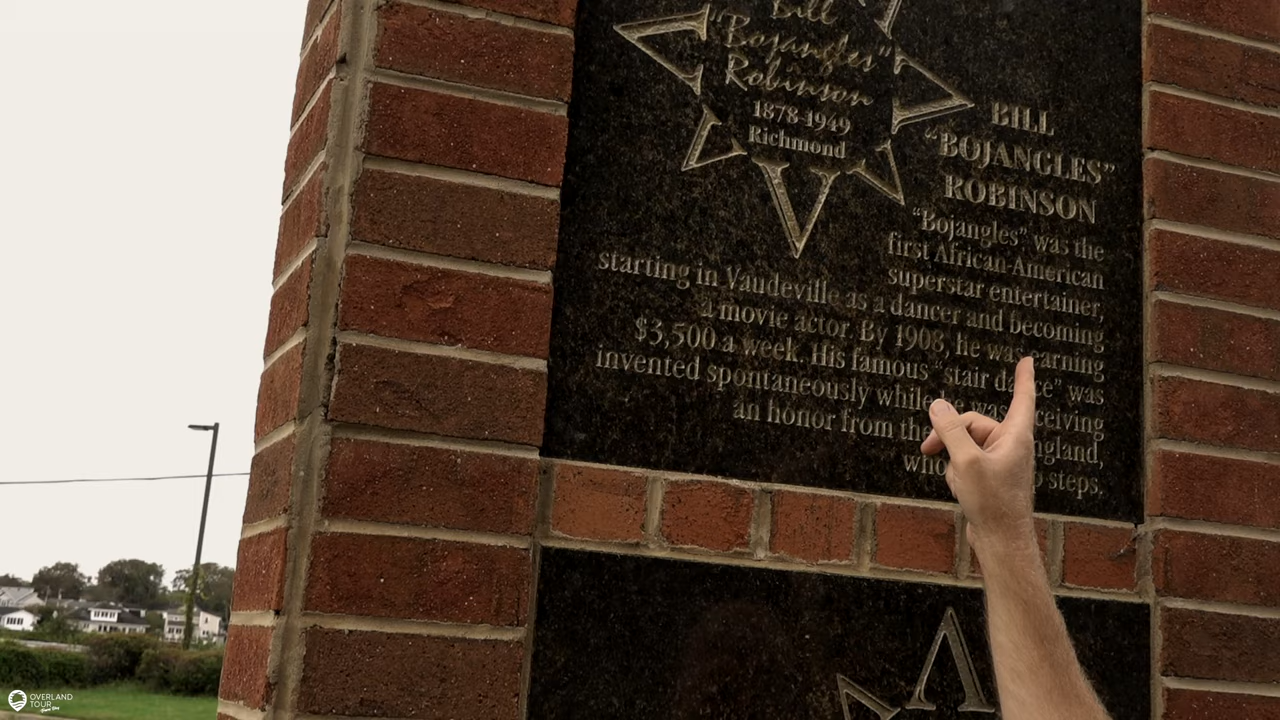 Bill
"Bojangles"
Robinson
1878-1949
Richmond
BILL
"BOJANGLES"
ROBINSON
"Bojangles" was the
first African-American
superstar entertainer,
starting in Vaudeville as a dancer and becoming
a movie actor. By 1908, he was earning
$3,500 a week. His famous "stair dance" was
invented spontaneously while he was receiving
an honor from the England,
steps.
OVERLAND
TOUR